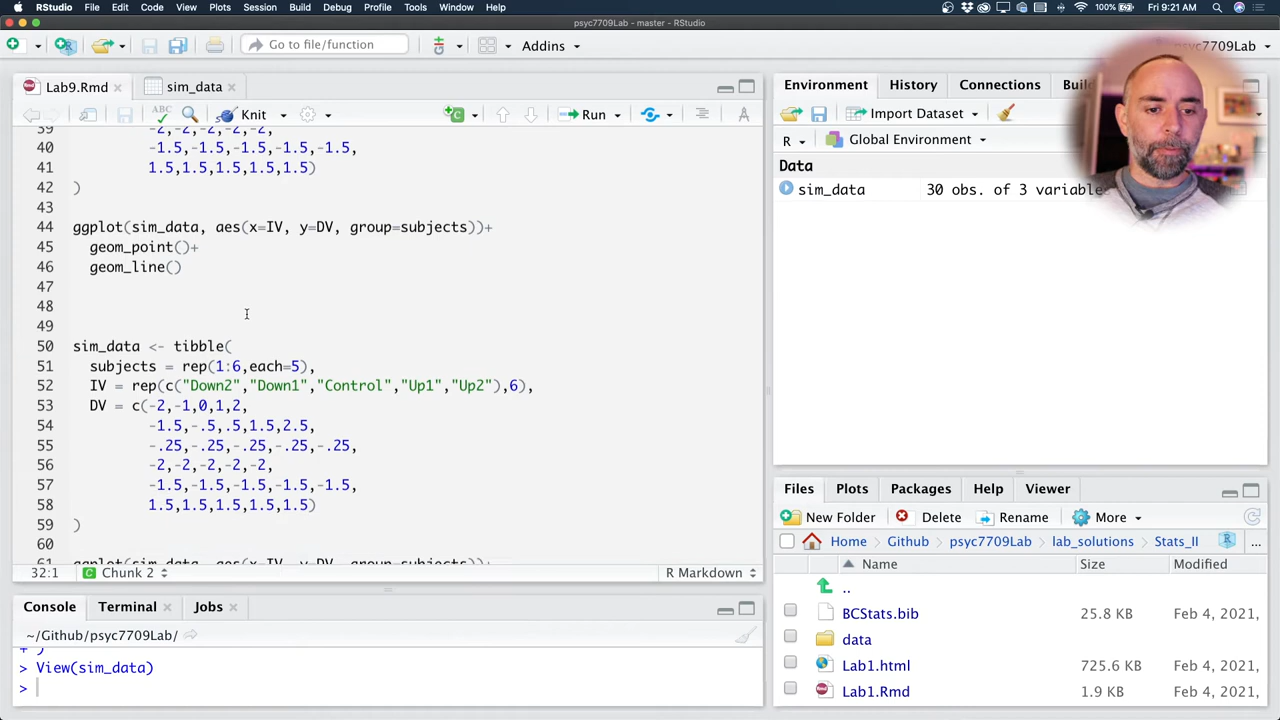 RStudio File Edit Code View Plots Session Build Debug Profile Tools Window Help 100% Fri 9:21 AM
psyc7709Lab - master - RStudio
Go to file/function Addins psyc7709Lab
Lab9.Rmd sim_data
ABC Knit Run
39 -2,-2,-2,-2,-2,
40 -1.5,-1.5,-1.5,-1.5,-1.5,
41 1.5,1.5,1.5,1.5,1.5)
42 )
43
44 ggplot(sim_data, aes(x=IV, y=DV, group=subjects))+
45 geom_point()+
46 geom_line()
47
48
49
50 sim_data <- tibble(
51 subjects = rep(1:6,each=5),
52 IV = rep(c("Down2","Down1","Control","Up1","Up2"),6),
53 DV = c(-2,-1,0,1,2,
54 -1.5,-.5,.5,1.5,2.5,
55 -.25,-.25,-.25,-.25,-.25,
56 -2,-2,-2,-2,-2,
57 -1.5,-1.5,-1.5,-1.5,-1.5,
58 1.5,1.5,1.5,1.5,1.5)
59 )
60
61 ggplot(sim_data, aes(x=IV, y=DV, group=subjects))+
32:1 Chunk 2 R Markdown
Console Terminal Jobs
~/Github/psyc7709Lab/
+ )
> View(sim_data)
>
Environment History Connections
Import Dataset
R Global Environment
Data
sim_data 30 obs. of 3 variables
Files Plots Packages Help Viewer
New Folder Delete Rename More
Home Github psyc7709Lab lab_solutions Stats_II ...
Name Size Modified
..
BCStats.bib 25.8 KB Feb 4, 2021,
data
Lab1.html 725.6 KB Feb 4, 2021,
Lab1.Rmd 1.9 KB Feb 4, 2021,